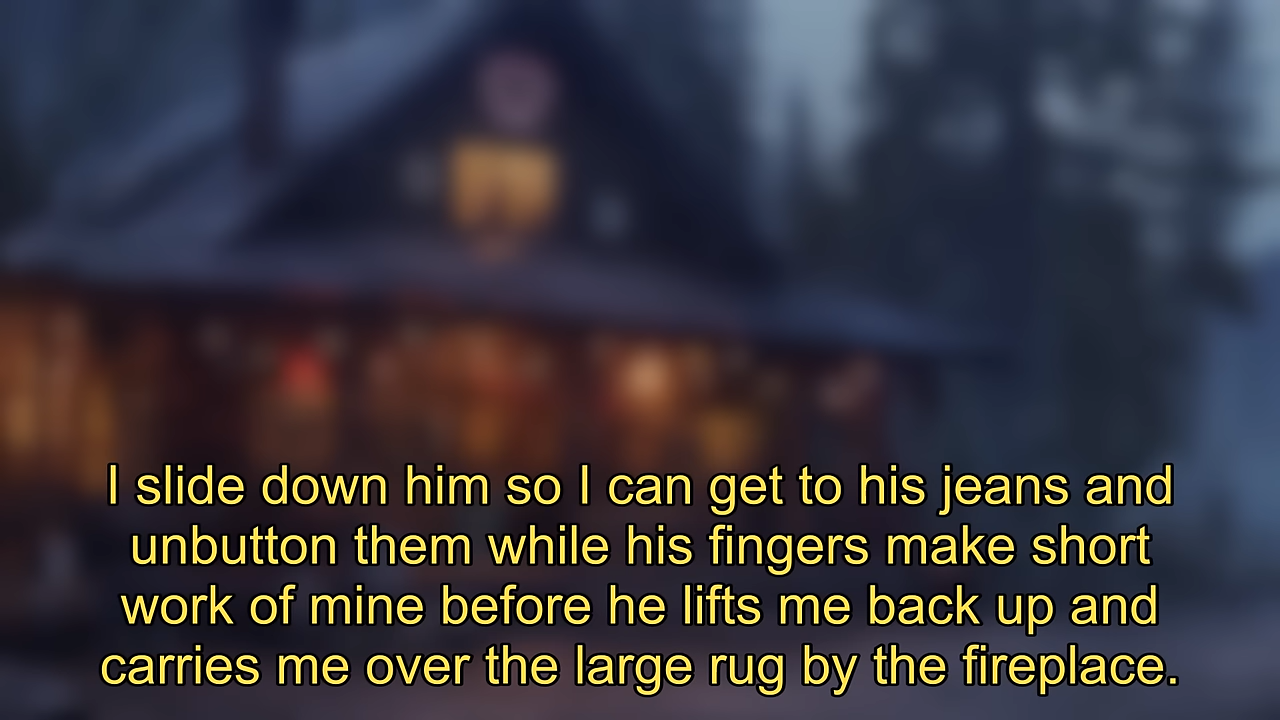 I slide down him so I can get to his jeans and
unbutton them while his fingers make short
work of mine before he lifts me back up and
carries me over the large rug by the fireplace.